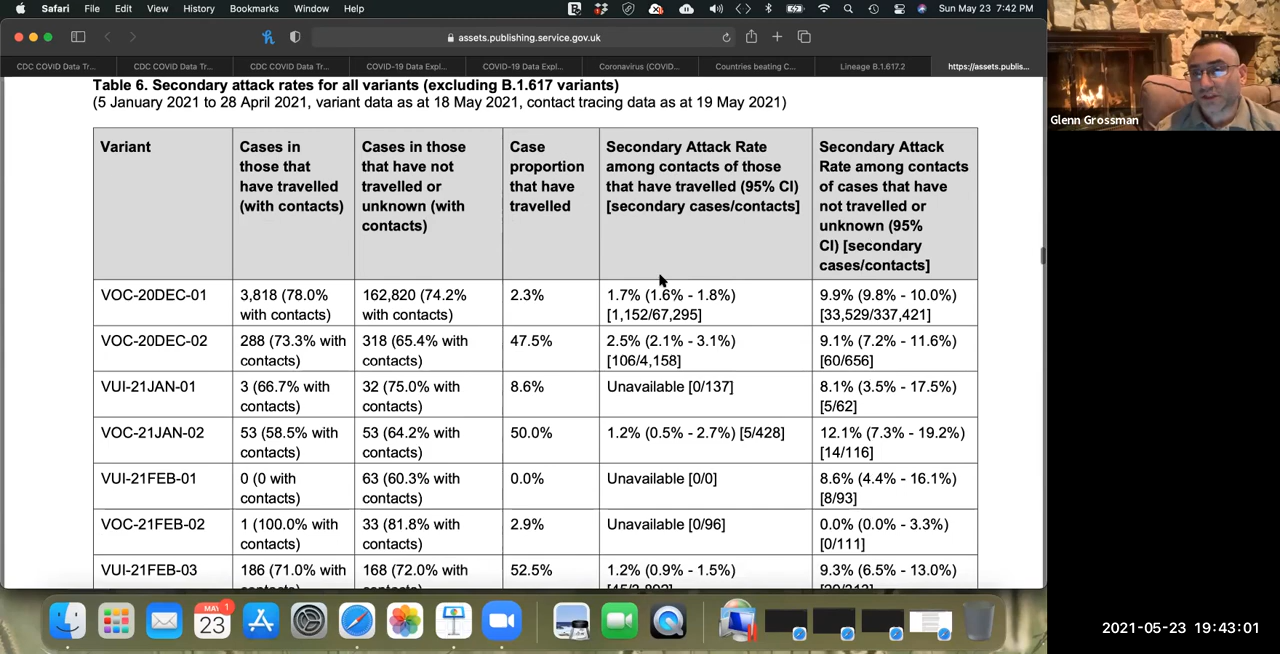 Safari File Edit View History Bookmarks Window Help Sun May 23 7:42 PM
assets.publishing.service.gov.uk
CDC COVID Data Tr... CDC COVID Data Tr... CDC COVID Data Tr... COVID-19 Data Expl... COVID-19 Data Expl... Coronavirus (COVID... Countries beating C... Lineage B.1.617.2 https://assets.publis...
Table 6. Secondary attack rates for all variants (excluding B.1.617 variants)
(5 January 2021 to 28 April 2021, variant data as at 18 May 2021, contact tracing data as at 19 May 2021)
Glenn Grossman
Variant Cases in Cases in those Case Secondary Attack Rate Secondary Attack
those that that have not proportion among contacts of those Rate among contacts
have travelled travelled or that have that have travelled (95% CI) of cases that have
(with contacts) unknown (with travelled [secondary cases/contacts] not travelled or
contacts) unknown (95%
CI) [secondary
cases/contacts]
VOC-20DEC-01 3,818 (78.0% 162,820 (74.2% 2.3% 1.7% (1.6% - 1.8%) 9.9% (9.8% - 10.0%)
with contacts) with contacts) [1,152/67,295] [33,529/337,421]
VOC-20DEC-02 288 (73.3% with 318 (65.4% with 47.5% 2.5% (2.1% - 3.1%) 9.1% (7.2% - 11.6%)
contacts) contacts) [106/4,158] [60/656]
VUI-21JAN-01 3 (66.7% with 32 (75.0% with 8.6% Unavailable [0/137] 8.1% (3.5% - 17.5%)
contacts) contacts) [5/62]
VOC-21JAN-02 53 (58.5% with 53 (64.2% with 50.0% 1.2% (0.5% - 2.7%) [5/428] 12.1% (7.3% - 19.2%)
contacts) contacts) [14/116]
VUI-21FEB-01 0 (0 with 63 (60.3% with 0.0% Unavailable [0/0] 8.6% (4.4% - 16.1%)
contacts) contacts) [8/93]
VOC-21FEB-02 1 (100.0% with 33 (81.8% with 2.9% Unavailable [0/96] 0.0% (0.0% - 3.3%)
contacts) contacts) [0/111]
VUI-21FEB-03 186 (71.0% with 168 (72.0% with 52.5% 1.2% (0.9% - 1.5%) 9.3% (6.5% - 13.0%)
contacts) contacts)
MAY 1
23
2021-05-23 19:43:01